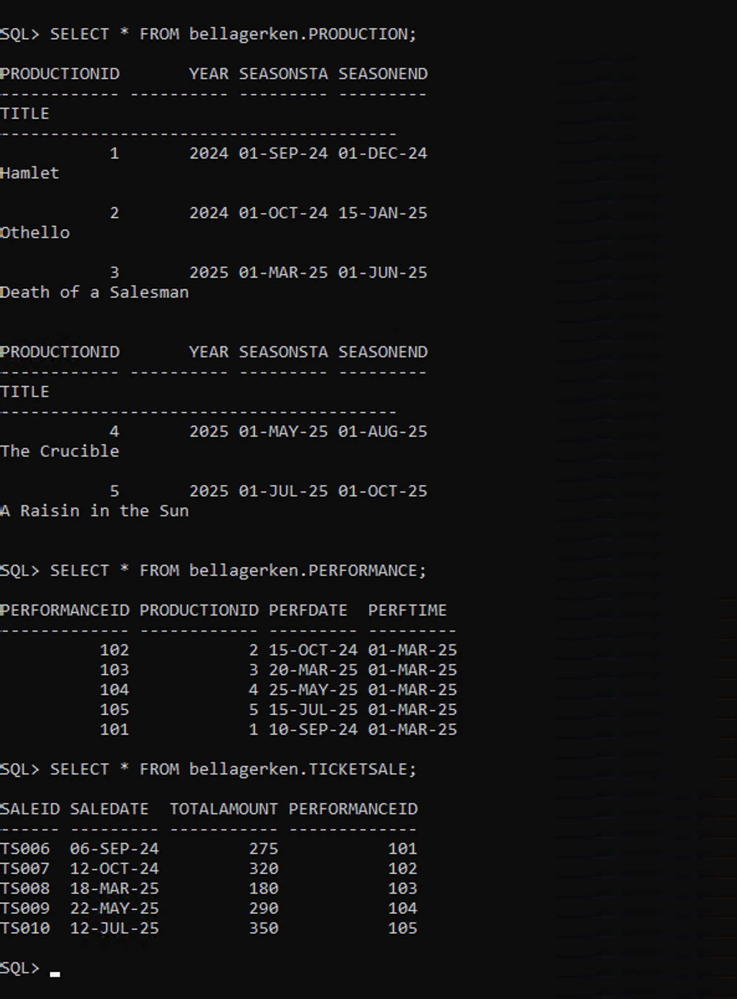 SQL> SELECT * FROM bellagerken.PRODUCTION;
PRODUCTIONID       YEAR SEASONSTA SEASONEND
------------ ---------- --------- ---------
TITLE
----------------------------------------
           1       2024 01-SEP-24 01-DEC-24
Hamlet
           2       2024 01-OCT-24 15-JAN-25
Othello
           3       2025 01-MAR-25 01-JUN-25
Death of a Salesman
PRODUCTIONID       YEAR SEASONSTA SEASONEND
------------ ---------- --------- ---------
TITLE
----------------------------------------
           4       2025 01-MAY-25 01-AUG-25
The Crucible
           5       2025 01-JUL-25 01-OCT-25
A Raisin in the Sun
SQL> SELECT * FROM bellagerken.PERFORMANCE;
PERFORMANCEID PRODUCTIONID PERFDATE  PERFTIME
------------- ------------ --------- ---------
          102            2 15-OCT-24 01-MAR-25
          103            3 20-MAR-25 01-MAR-25
          104            4 25-MAY-25 01-MAR-25
          105            5 15-JUL-25 01-MAR-25
          101            1 10-SEP-24 01-MAR-25
SQL> SELECT * FROM bellagerken.TICKETSALE;
SALEID SALEDATE  TOTALAMOUNT PERFORMANCEID
------ --------- ----------- -------------
TS006  06-SEP-24         275           101
TS007  12-OCT-24         320           102
TS008  18-MAR-25         180           103
TS009  22-MAY-25         290           104
TS010  12-JUL-25         350           105
SQL> _